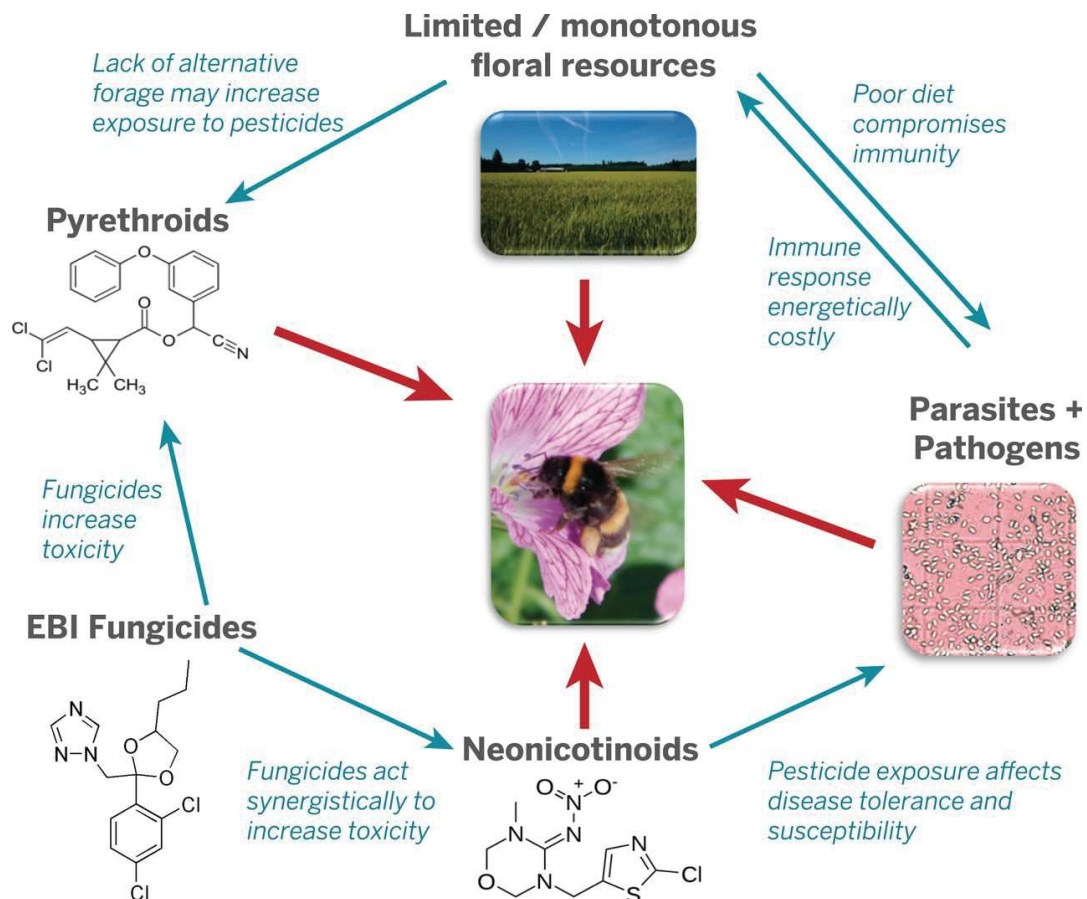 Limited / monotonous
floral resources
Lack of alternative
forage may increase
exposure to pesticides
Poor diet
compromises
immunity
Pyrethroids
O
O
O
Cl
Cl
N
H₃C CH₃
Immune
response
energetically
costly
Parasites +
Pathogens
Fungicides
increase
toxicity
EBI Fungicides
N
N
N
O
O
Cl
Cl
Fungicides act
synergistically to
increase toxicity
Neonicotinoids
O N⁺ O⁻
N
N
N
O
N
S
Cl
Pesticide exposure affects
disease tolerance and
susceptibility